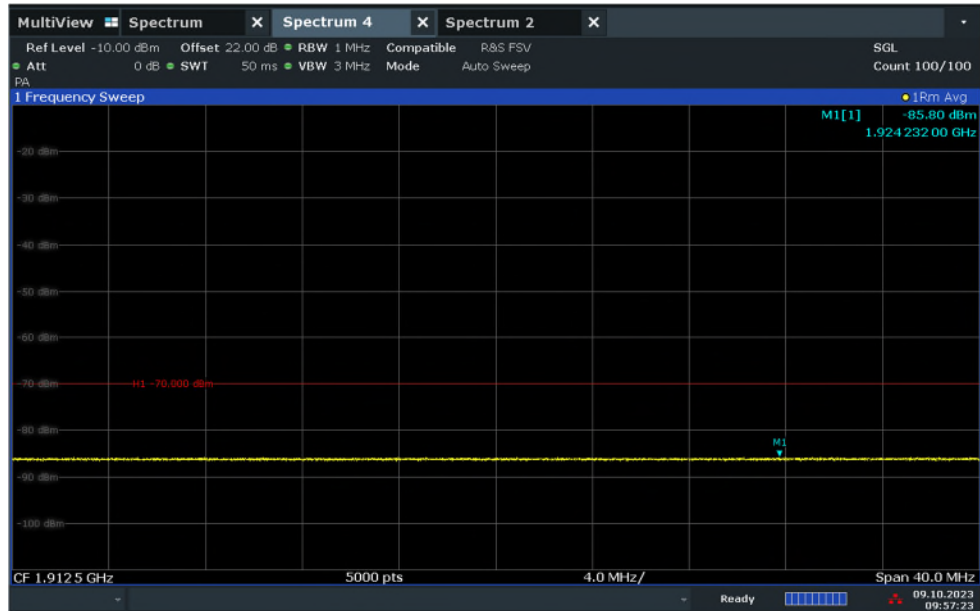 MultiView Spectrum X Spectrum 4 X Spectrum 2 X
Ref Level -10.00 dBm Offset 22.00 dB RBW 1 MHz Compatible R&S FSV SGL
Att 0 dB SWT 50 ms VBW 3 MHz Mode Auto Sweep Count 100/100
PA
1 Frequency Sweep 1Rm Avg
M1[1] -85.80 dBm
1.924 232 00 GHz
-20 dBm
-30 dBm
-40 dBm
-50 dBm
-60 dBm
-70 dBm H1 -70.000 dBm
-80 dBm
M1
-90 dBm
-100 dBm
CF 1.9125 GHz 5000 pts 4.0 MHz/ Span 40.0 MHz
Ready 09.10.2023
09:57:23